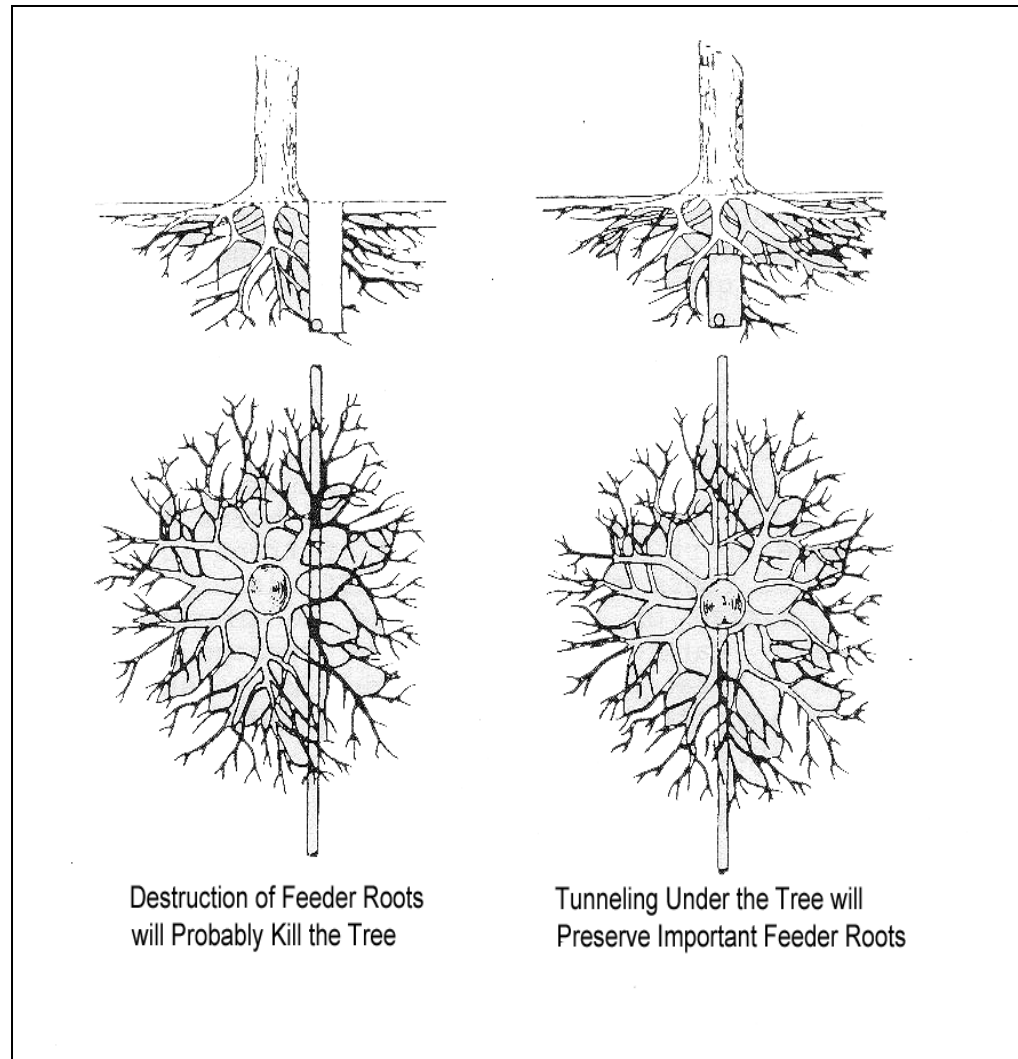 Destruction of Feeder Roots
will Probably Kill the Tree
Tunneling Under the Tree will
Preserve Important Feeder Roots